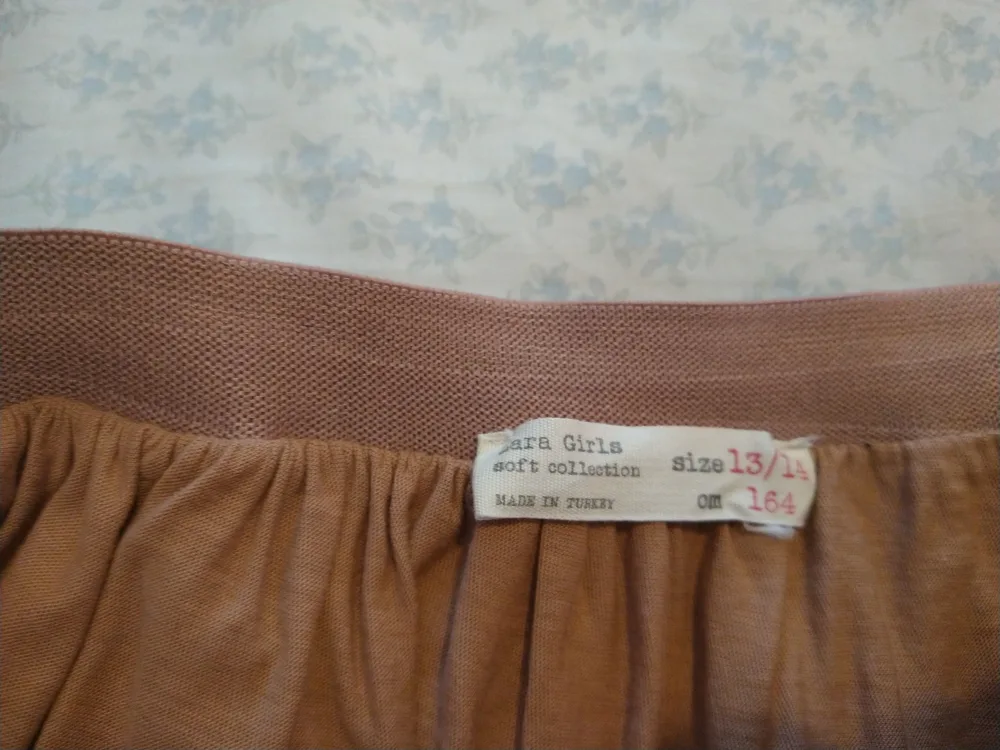 Zara Girls
soft collection
MADE IN TURKEY
size 13/14
cm 164